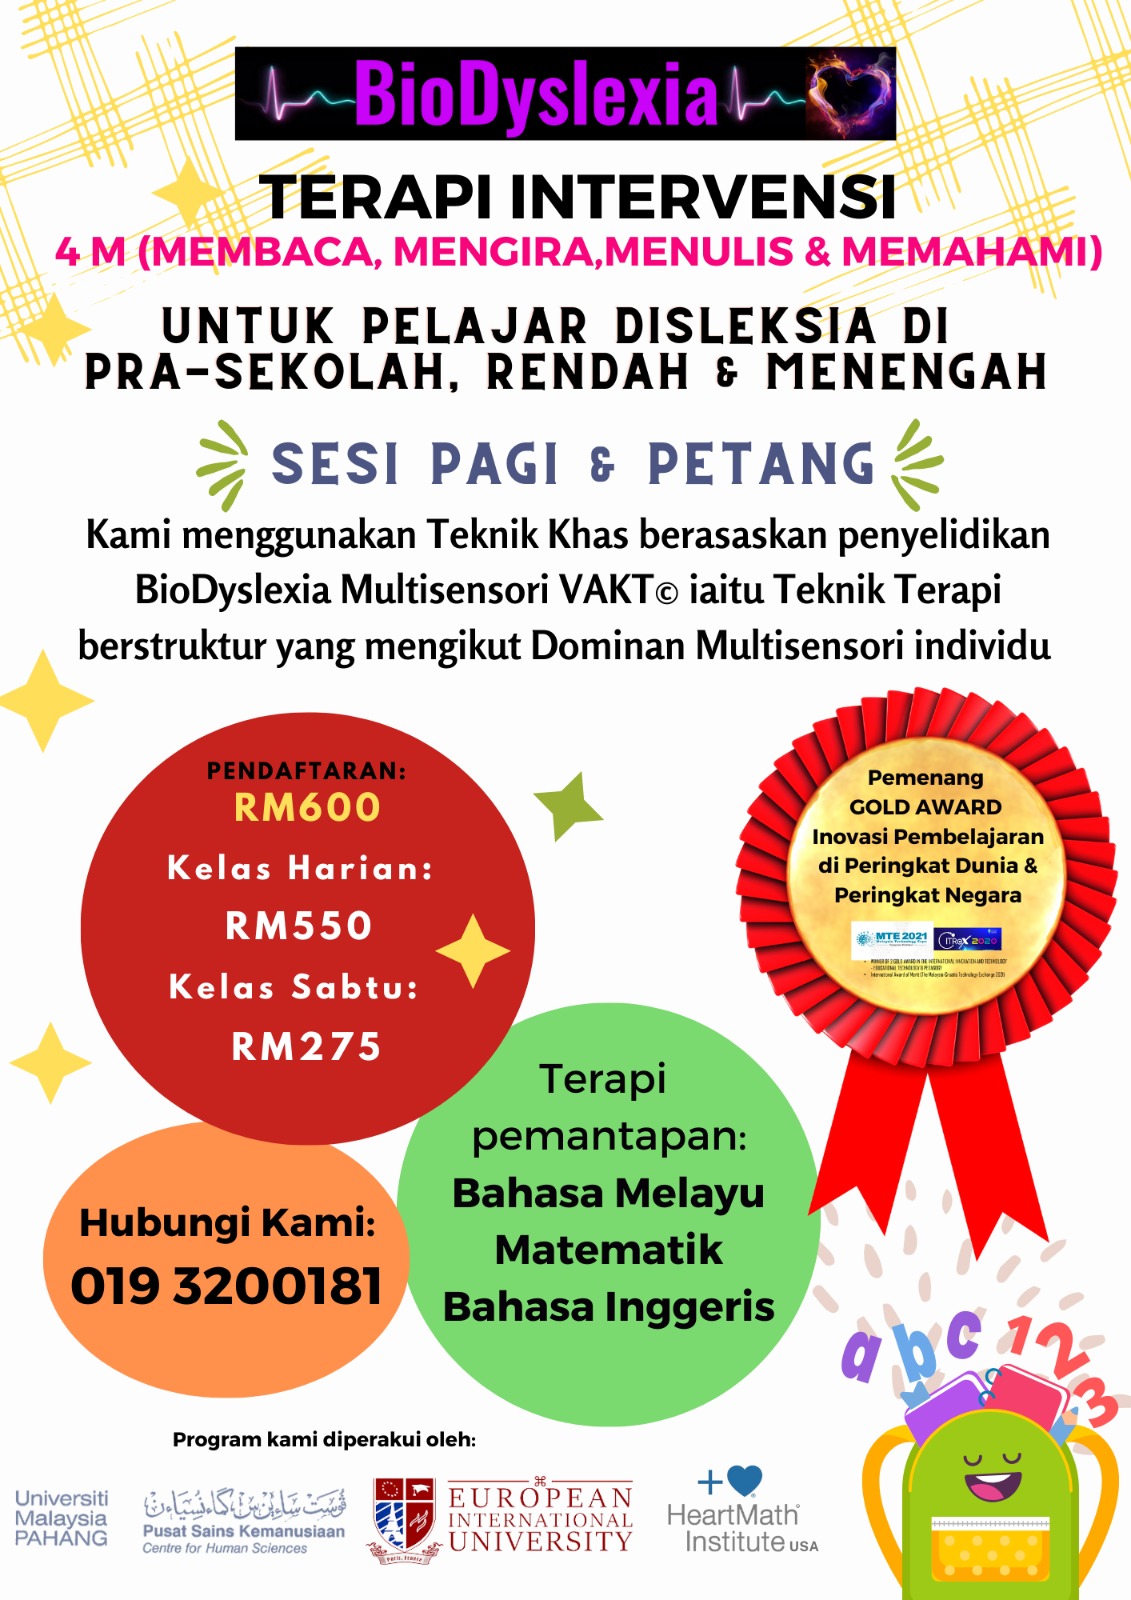 BioDyslexia
TERAPI INTERVENSI
4 M (MEMBACA, MENGIRA,MENULIS & MEMAHAMI)
UNTUK PELAJAR DISLEKSIA DI
PRA-SEKOLAH, RENDAH & MENENGAH
SESI PAGI & PETANG
Kami menggunakan Teknik Khas berasaskan penyelidikan
BioDyslexia Multisensori VAKT© iaitu Teknik Terapi
berstruktur yang mengikut Dominan Multisensori individu
PENDAFTARAN:
RM600
Kelas Harian:
RM550
Kelas Sabtu:
RM275
Pemenang
GOLD AWARD
Inovasi Pembelajaran
di Peringkat Dunia &
Peringkat Negara
MTE 2021
CITREX 2020
Terapi
pemantapan:
Bahasa Melayu
Matematik
Bahasa Inggeris
Hubungi Kami:
019 3200181
a b c 1 2 3
Program kami diperakui oleh:
Universiti
Malaysia
PAHANG
Pusat Sains Kemanusiaan
Centre for Human Sciences
EUROPEAN
INTERNATIONAL
UNIVERSITY
Paris, France
HeartMath®
Institute USA